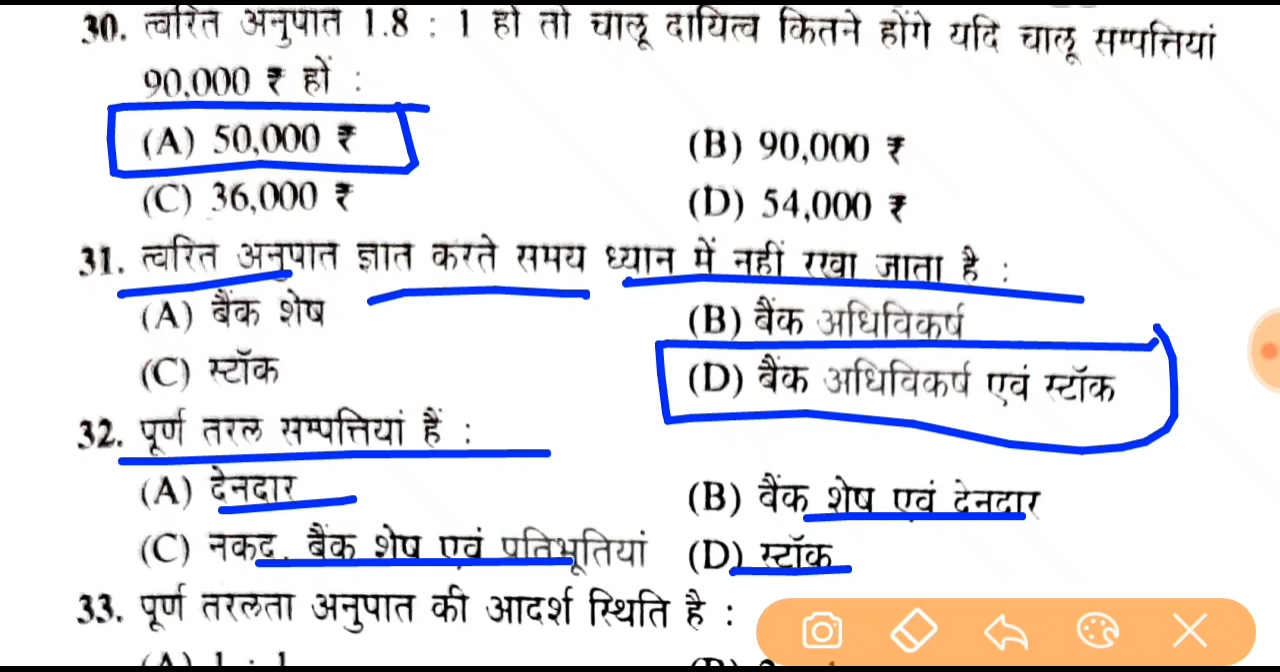 30. त्वरित अनुपात 1.8 : 1 हो तो चालू दायित्व कितने होंगे यदि चालू सम्पत्तियां
90,000 ₹ हों :
(A) 50,000 ₹ (B) 90,000 ₹
(C) 36,000 ₹ (D) 54,000 ₹
31. त्वरित अनुपात ज्ञात करते समय ध्यान में नहीं रखा जाता है :
(A) बैंक शेष (B) बैंक अधिविकर्ष
(C) स्टॉक (D) बैंक अधिविकर्ष एवं स्टॉक
32. पूर्ण तरल सम्पत्तियां हैं :
(A) देनदार (B) बैंक शेष एवं देनदार
(C) नकद, बैंक शेष एवं प्रतिभूतियां (D) स्टॉक
33. पूर्ण तरलता अनुपात की आदर्श स्थिति है :
(A) 1 : 1